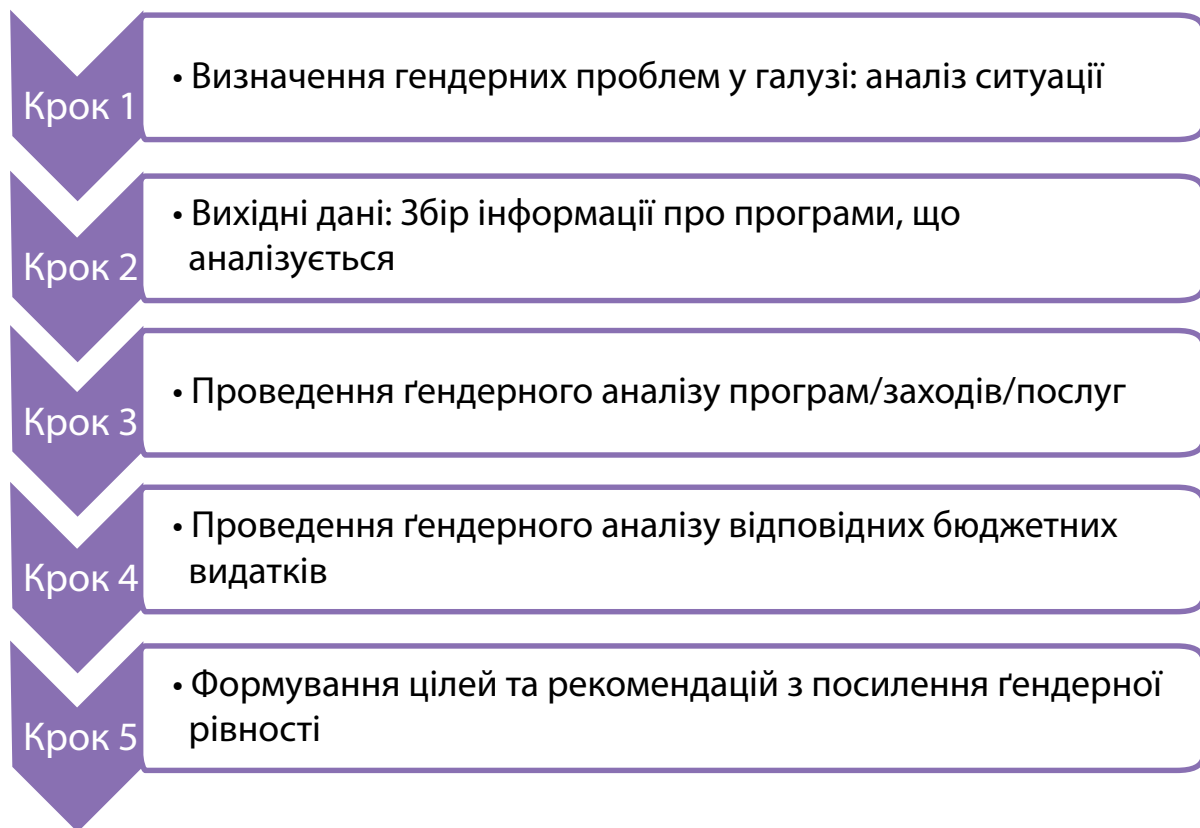 Крок 1
• Визначення гендерних проблем у галузі: аналіз ситуації
Крок 2
• Вихідні дані: Збір інформації про програми, що
аналізується
Крок 3
• Проведення ґендерного аналізу програм/заходів/послуг
Крок 4
• Проведення ґендерного аналізу відповідних бюджетних
видатків
Крок 5
• Формування цілей та рекомендацій з посилення ґендерної
рівності